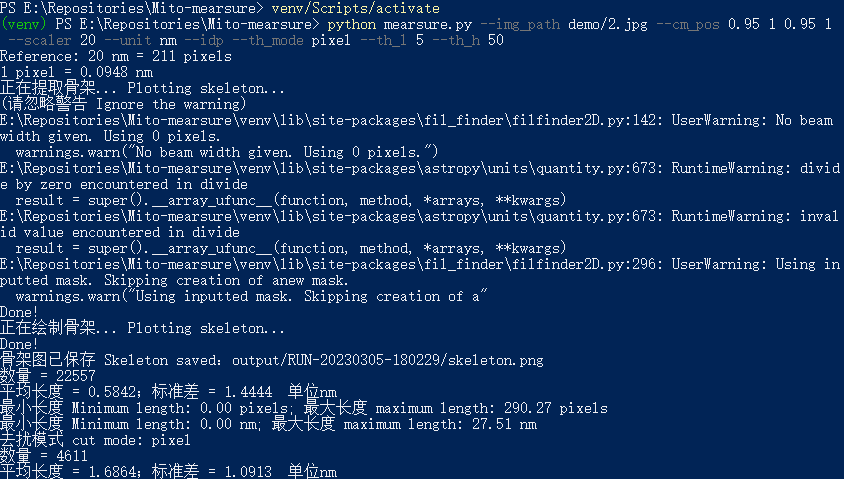 PS E:\Repositories\Mito-mearsure> venv/Scripts/activate
(venv) PS E:\Repositories\Mito-mearsure> python mearsure.py --img_path demo/2.jpg --cm_pos 0.95 1 0.95 1
--scaler 20 --unit nm --idp --th_mode pixel --th_l 5 --th_h 50
Reference: 20 nm = 211 pixels
1 pixel = 0.0948 nm
正在提取骨架... Plotting skeleton...
(请忽略警告 Ignore the warning)
E:\Repositories\Mito-mearsure\venv\lib\site-packages\fil_finder\filfinder2D.py:142: UserWarning: No beam
width given. Using 0 pixels.
warnings.warn("No beam width given. Using 0 pixels.")
E:\Repositories\Mito-mearsure\venv\lib\site-packages\astropy\units\quantity.py:673: RuntimeWarning: divid
e by zero encountered in divide
result = super().__array_ufunc__(function, method, *arrays, **kwargs)
E:\Repositories\Mito-mearsure\venv\lib\site-packages\astropy\units\quantity.py:673: RuntimeWarning: inval
id value encountered in divide
result = super().__array_ufunc__(function, method, *arrays, **kwargs)
E:\Repositories\Mito-mearsure\venv\lib\site-packages\fil_finder\filfinder2D.py:296: UserWarning: Using in
putted mask. Skipping creation of anew mask.
warnings.warn("Using inputted mask. Skipping creation of a"
Done!
正在绘制骨架... Plotting skeleton...
Done!
骨架图已保存 Skeleton saved: output/RUN-20230305-180229/skeleton.png
数量 = 22557
平均长度 = 0.5842; 标准差 = 1.4444 单位nm
最小长度 Minimum length: 0.00 pixels; 最大长度 maximum length: 290.27 pixels
最小长度 Minimum length: 0.00 nm; 最大长度 maximum length: 27.51 nm
去扰模式 cut mode: pixel
数量 = 4611
平均长度 = 1.6864; 标准差 = 1.0913 单位nm